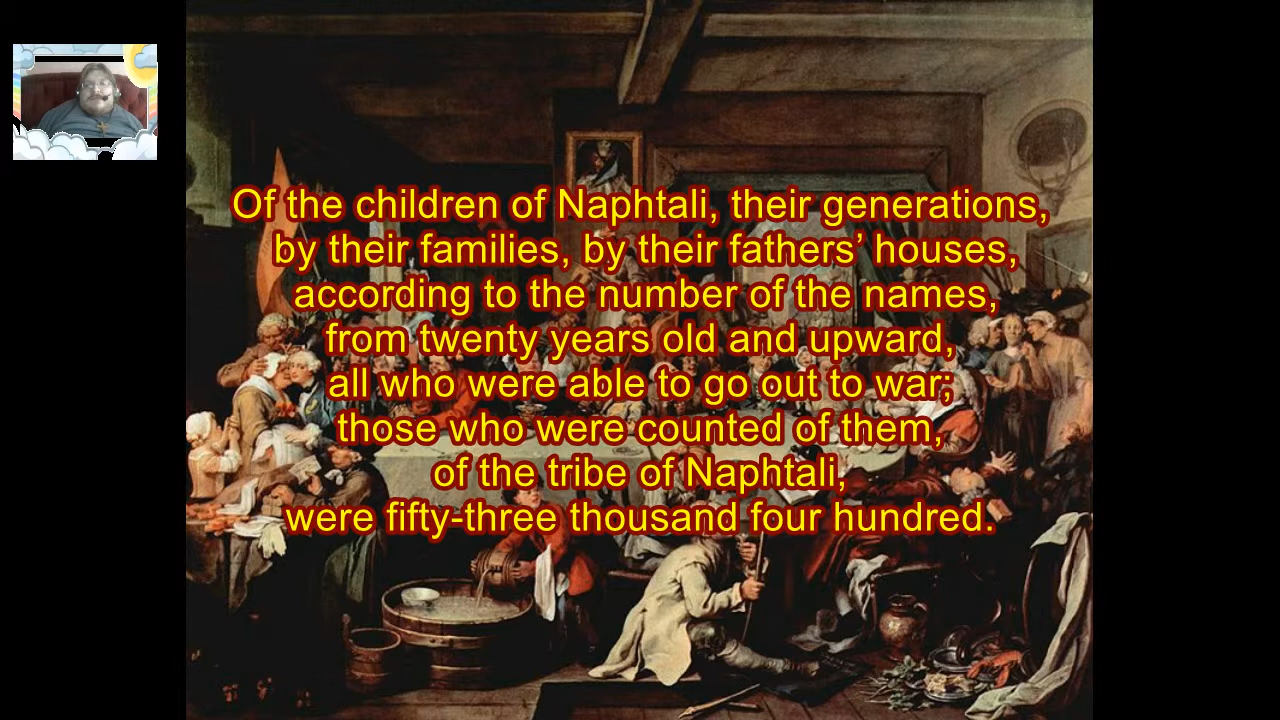 Of the children of Naphtali, their generations,
by their families, by their fathers’ houses,
according to the number of the names,
from twenty years old and upward,
all who were able to go out to war;
those who were counted of them,
of the tribe of Naphtali,
were fifty-three thousand four hundred.